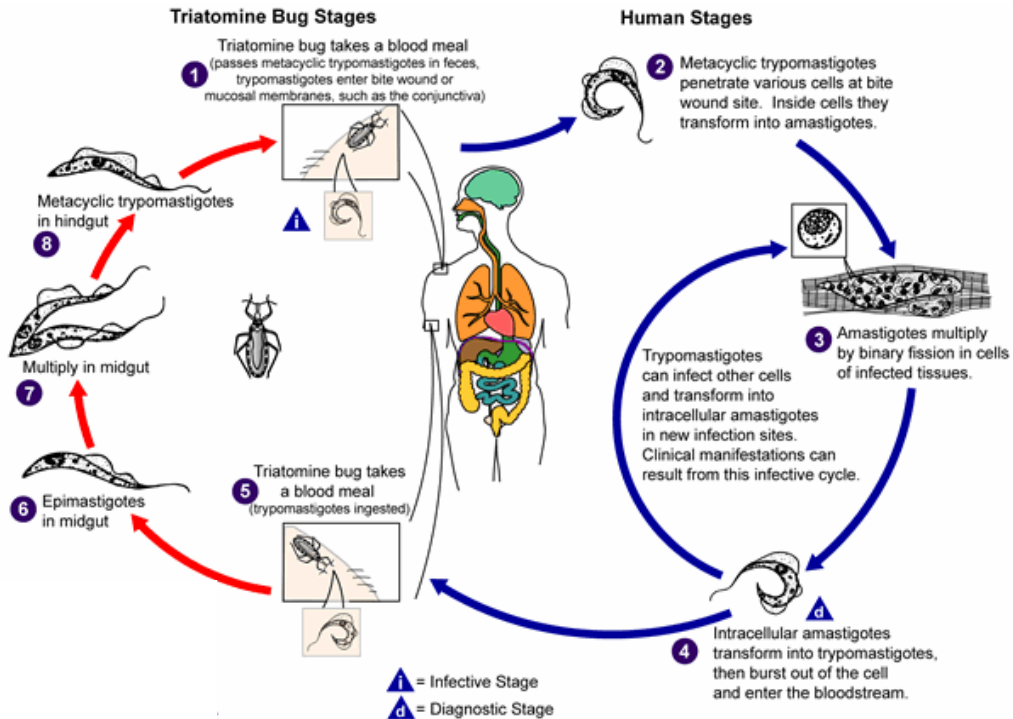 Triatomine Bug Stages
Human Stages
1
Triatomine bug takes a blood meal
(passes metacyclic trypomastigotes in feces,
trypomastigotes enter bite wound or
mucosal membranes, such as the conjunctiva)
i
2
Metacyclic trypomastigotes
penetrate various cells at bite
wound site. Inside cells they
transform into amastigotes.
3
Amastigotes multiply
by binary fission in cells
of infected tissues.
Trypomastigotes
can infect other cells
and transform into
intracellular amastigotes
in new infection sites.
Clinical manifestations can
result from this infective cycle.
d
4
Intracellular amastigotes
transform into trypomastigotes,
then burst out of the cell
and enter the bloodstream.
5
Triatomine bug takes
a blood meal
(trypomastigotes ingested)
6
Epimastigotes
in midgut
Multiply in midgut
7
Metacyclic trypomastigotes
in hindgut
8
i = Infective Stage
d = Diagnostic Stage